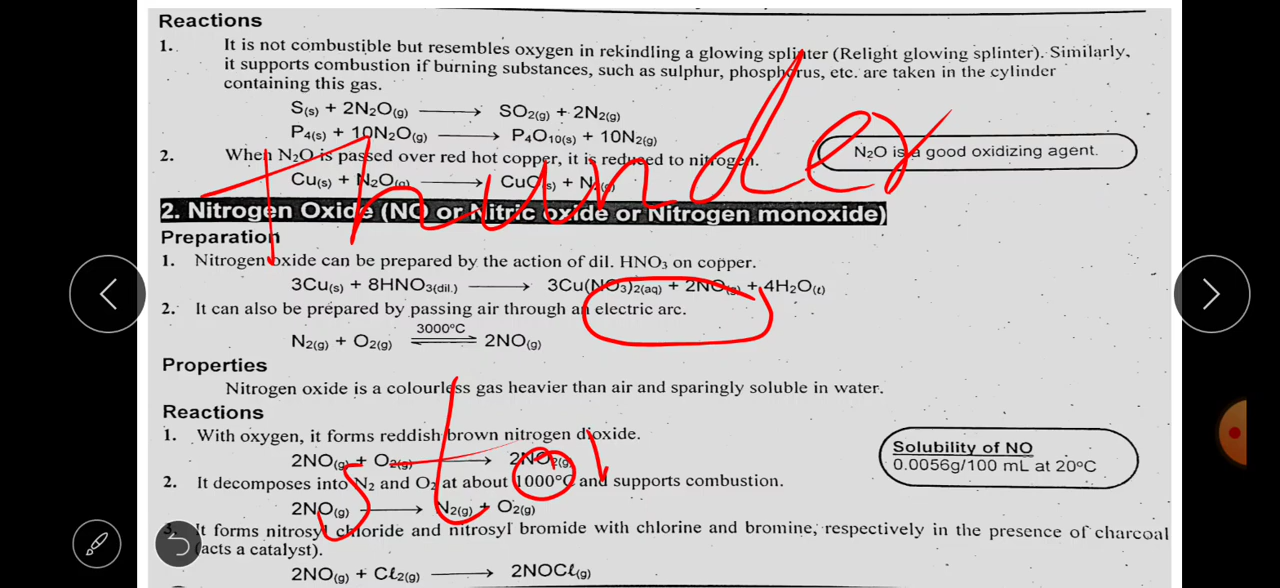 Reactions
1. It is not combustible but resembles oxygen in rekindling a glowing splinter (Relight glowing splinter). Similarly,
it supports combustion if burning substances, such as sulphur, phosphorus, etc. are taken in the cylinder
containing this gas.
S(s) + 2N2O(g) ⟶ SO2(g) + 2N2(g)
P4(s) + 10N2O(g) ⟶ P4O10(s) + 10N2(g)
N2O is a good oxidizing agent.
2. When N2O is passed over red hot copper, it is reduced to nitrogen.
Cu(s) + N2O(g) ⟶ CuO(s) + N2(g)
Thunder
2. Nitrogen Oxide (NO or Nitric oxide or Nitrogen monoxide)
Preparation
1. Nitrogen oxide can be prepared by the action of dil. HNO3 on copper.
3Cu(s) + 8HNO3(dil.) ⟶ 3Cu(NO3)2(aq) + 2NO(g) + 4H2O(ℓ)
2. It can also be prepared by passing air through an electric arc.
N2(g) + O2(g) ⇌ 3000°C 2NO(g)
Properties
Nitrogen oxide is a colourless gas heavier than air and sparingly soluble in water.
Reactions
1. With oxygen, it forms reddish brown nitrogen dioxide.
2NO(g) + O2(g) ⟶ 2NO2(g)
Solubility of NO
0.0056g/100 mL at 20°C
2. It decomposes into N2 and O2 at about 1000°C and supports combustion.
2NO(g) ⟶ N2(g) + O2(g)
3. It forms nitrosyl chloride and nitrosyl bromide with chlorine and bromine, respectively in the presence of charcoal
(acts a catalyst).
2NO(g) + Cℓ2(g) ⟶ 2NOCℓ(g)